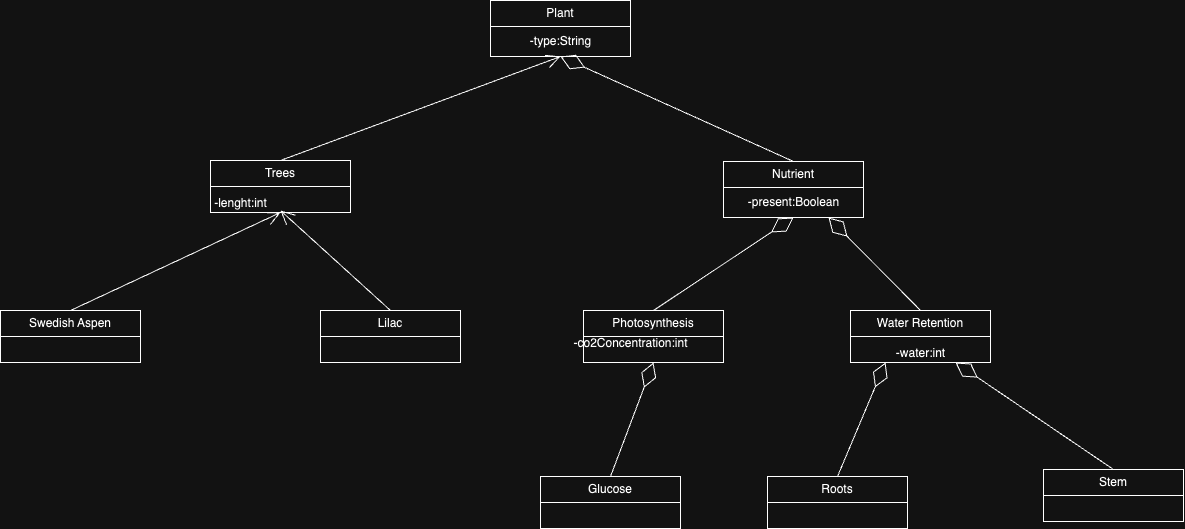 Plant
-type:String
Trees
-lenght:int
Nutrient
-present:Boolean
Swedish Aspen
Lilac
Photosynthesis
-co2Concentration:int
Water Retention
-water:int
Glucose
Roots
Stem